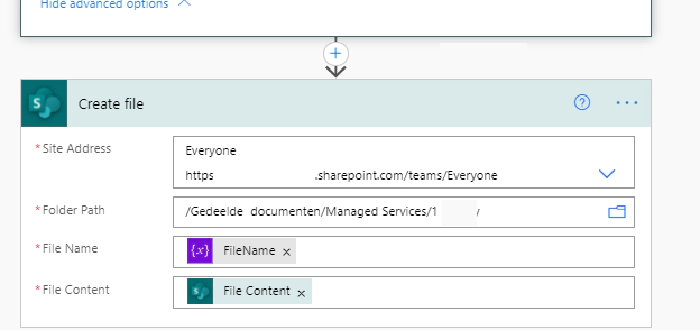 Hide advanced options
Create file
* Site Address
Everyone
https .sharepoint.com/teams/Everyone
* Folder Path
/Gedeelde documenten/Managed Services/1 /
* File Name
{x} FileName ×
* File Content
S File Content ×